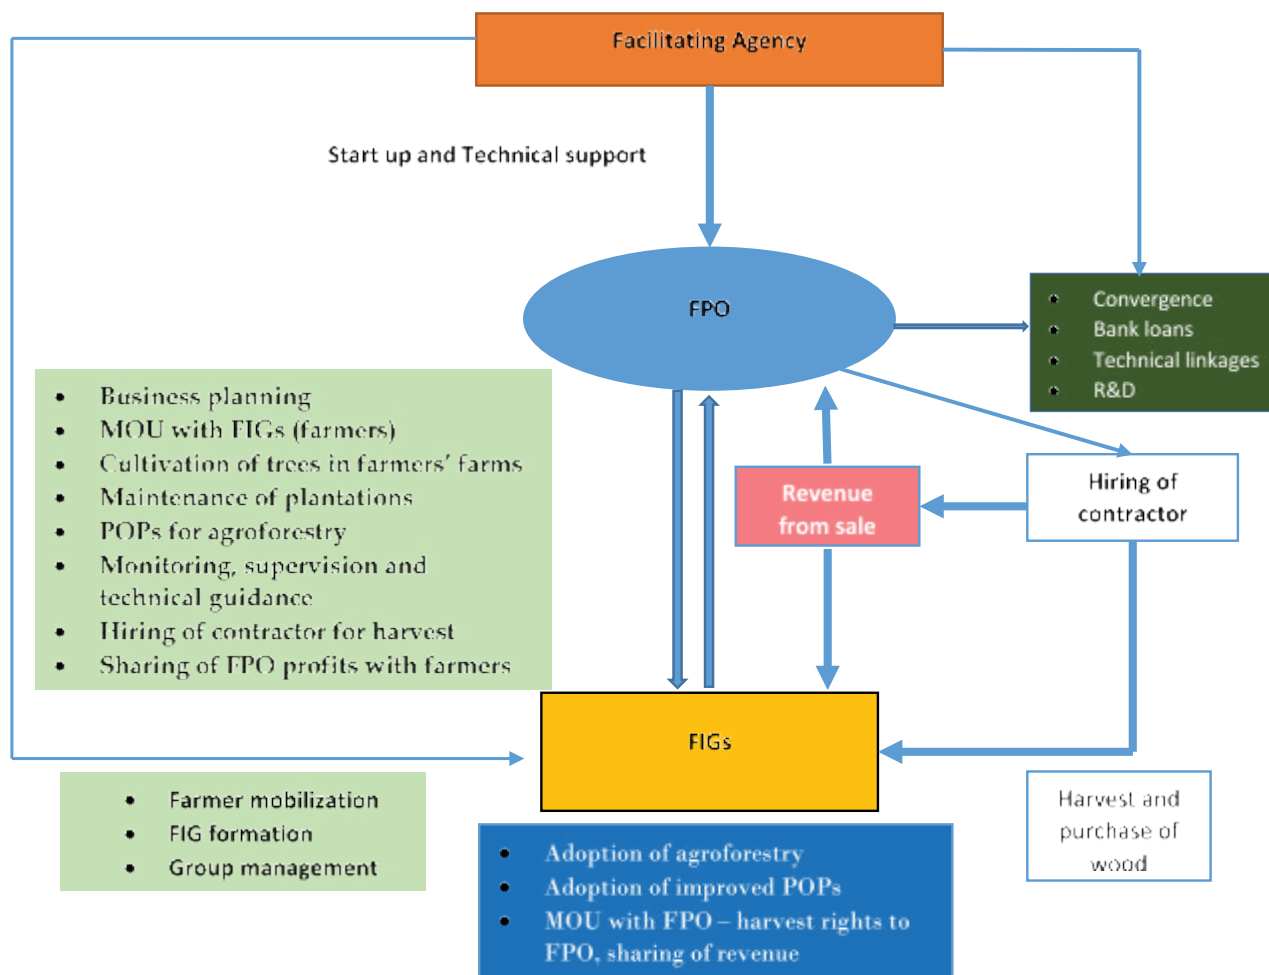 Facilitating Agency
Start up and Technical support
FPO
• Convergence
• Bank loans
• Technical linkages
• R&D
• Business planning
• MOU with FIGs (farmers)
• Cultivation of trees in farmers’ farms
• Maintenance of plantations
• POPs for agroforestry
• Monitoring, supervision and
technical guidance
• Hiring of contractor for harvest
• Sharing of FPO profits with farmers
Revenue
from sale
Hiring of
contractor
FIGs
• Farmer mobilization
• FIG formation
• Group management
Harvest and
purchase of
wood
• Adoption of agroforestry
• Adoption of improved POPs
• MOU with FPO – harvest rights to
FPO, sharing of revenue